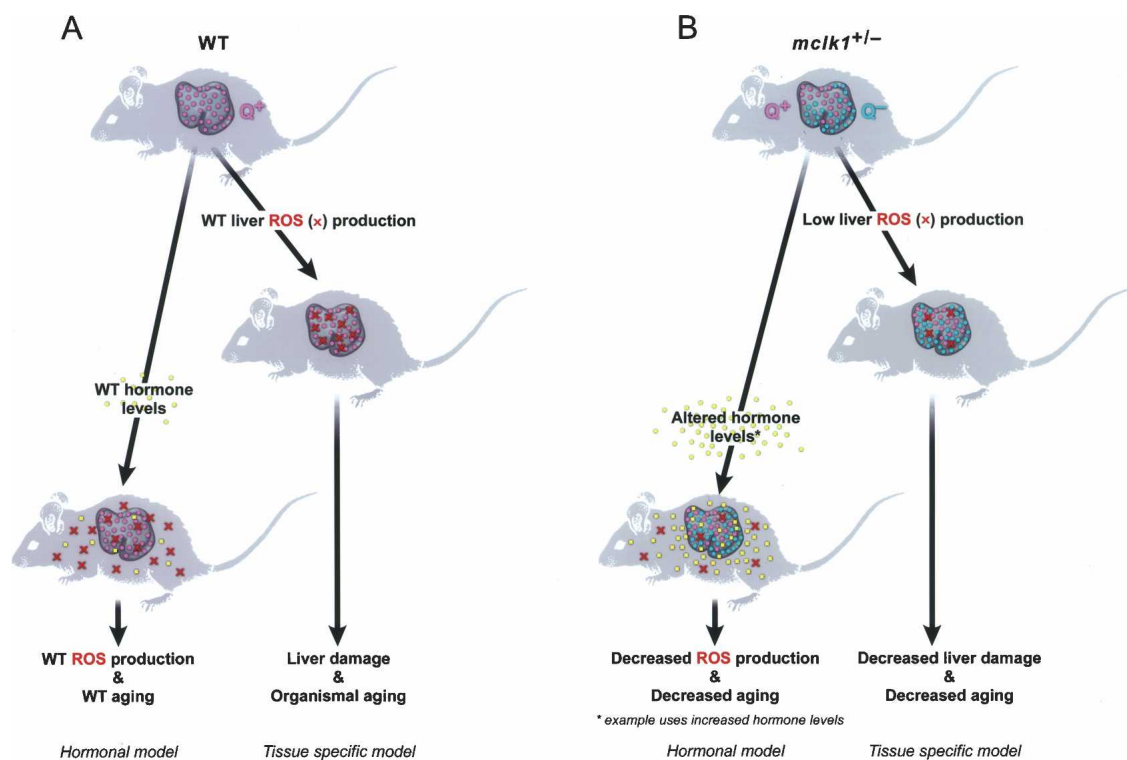 A
WT
Q+
WT liver ROS (×) production
WT hormone
levels
WT ROS production
&
WT aging
Liver damage
&
Organismal aging
Hormonal model
Tissue specific model
B
mclk1+/–
Q+
Q–
Low liver ROS (×) production
Altered hormone
levels*
Decreased ROS production
&
Decreased aging
* example uses increased hormone levels
Decreased liver damage
&
Decreased aging
Hormonal model
Tissue specific model